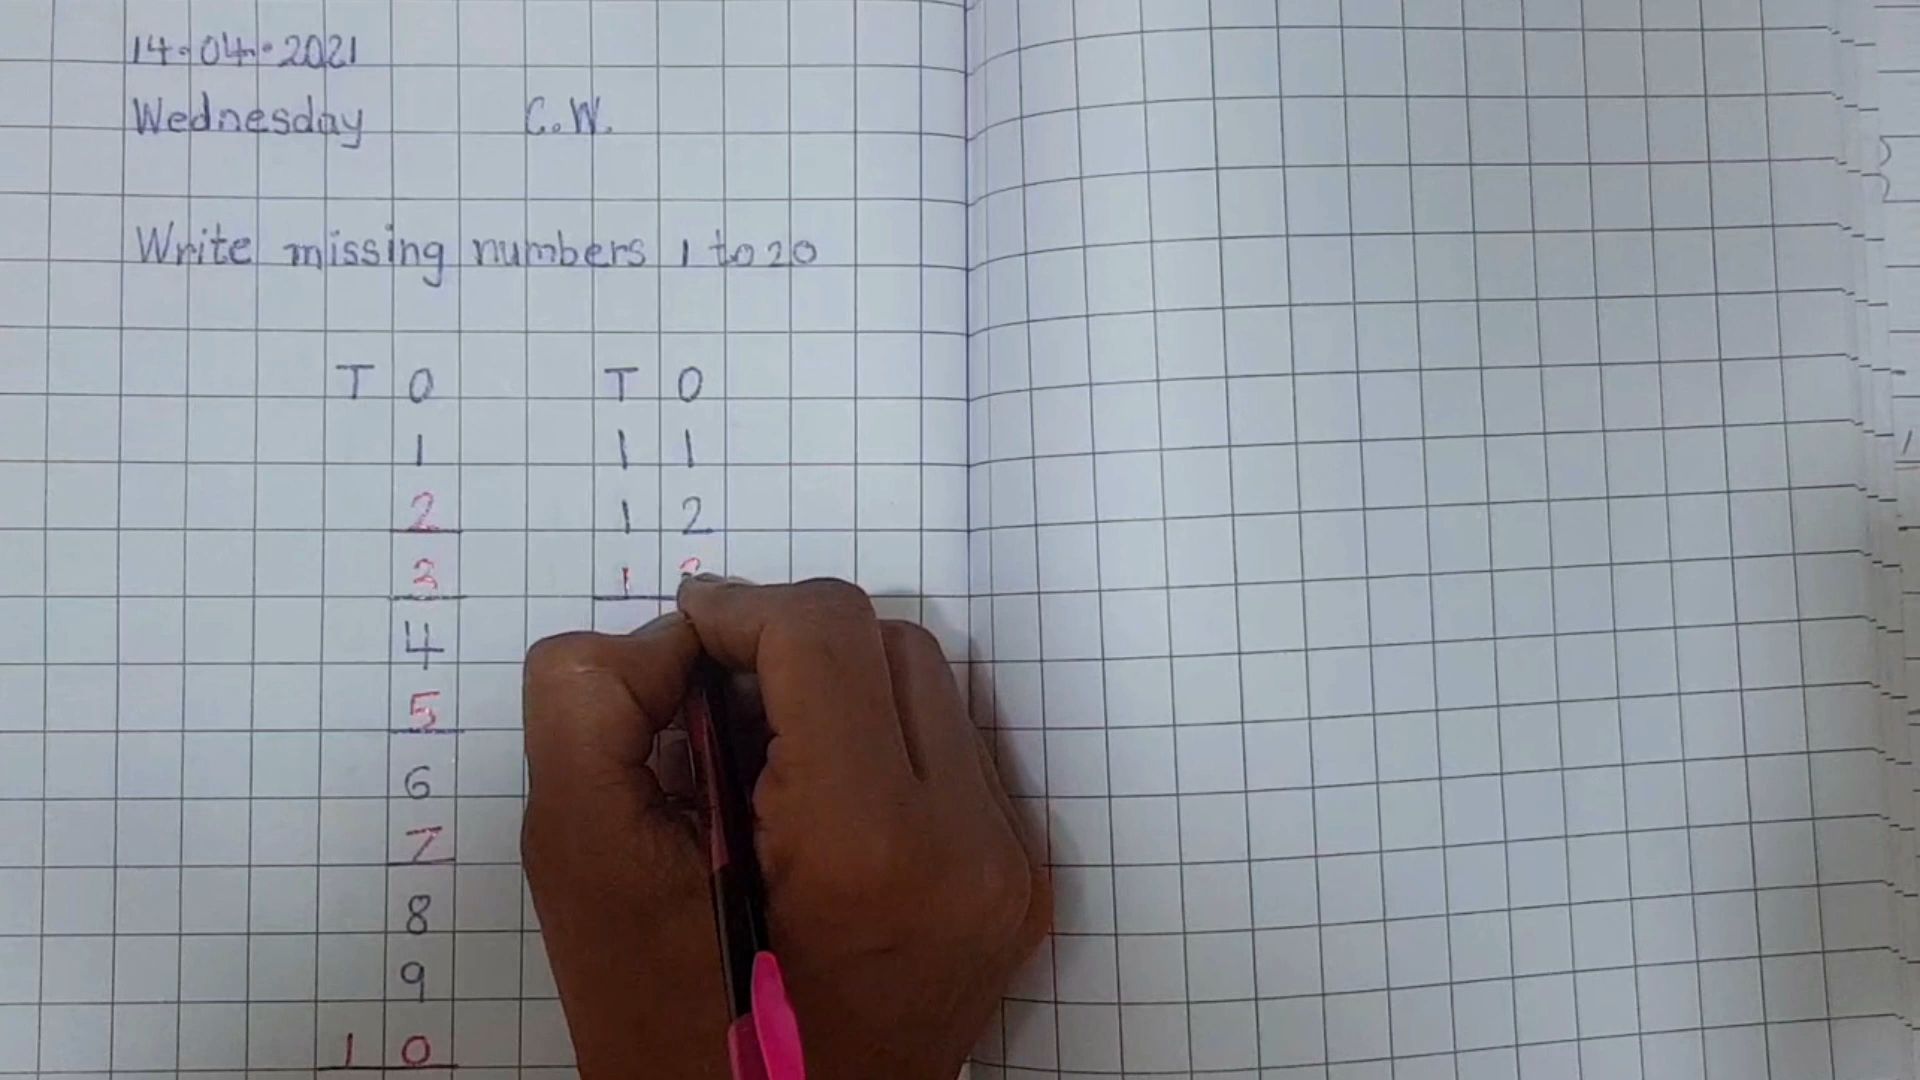 14.04.2021
Wednesday C.W.
Write missing numbers 1 to 20
T O T O
1 1 1
2 1 2
3 1
4
5
6
7
8
9
1 0